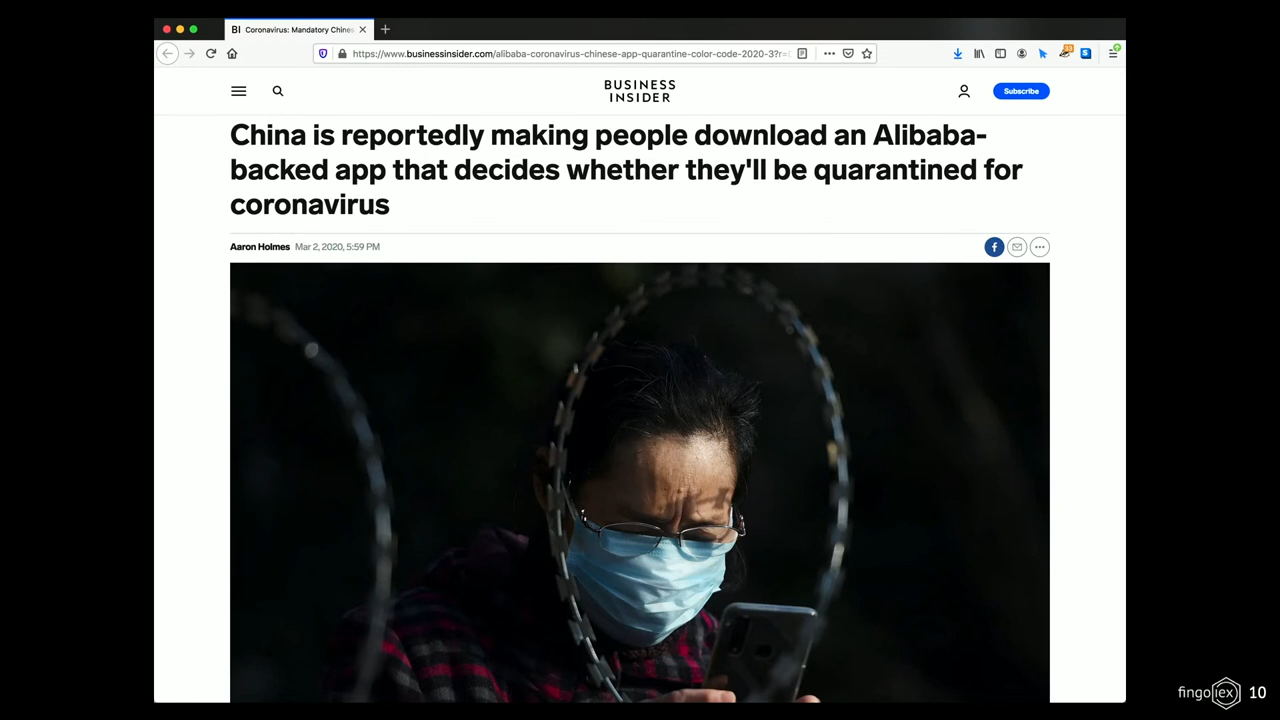 BI Coronavirus: Mandatory Chines
https://www.businessinsider.com/alibaba-coronavirus-chinese-app-quarantine-color-code-2020-3?r=
33
BUSINESS
INSIDER
Subscribe
China is reportedly making people download an Alibaba-
backed app that decides whether they'll be quarantined for
coronavirus
Aaron Holmes Mar 2, 2020, 5:59 PM
fingolex 10